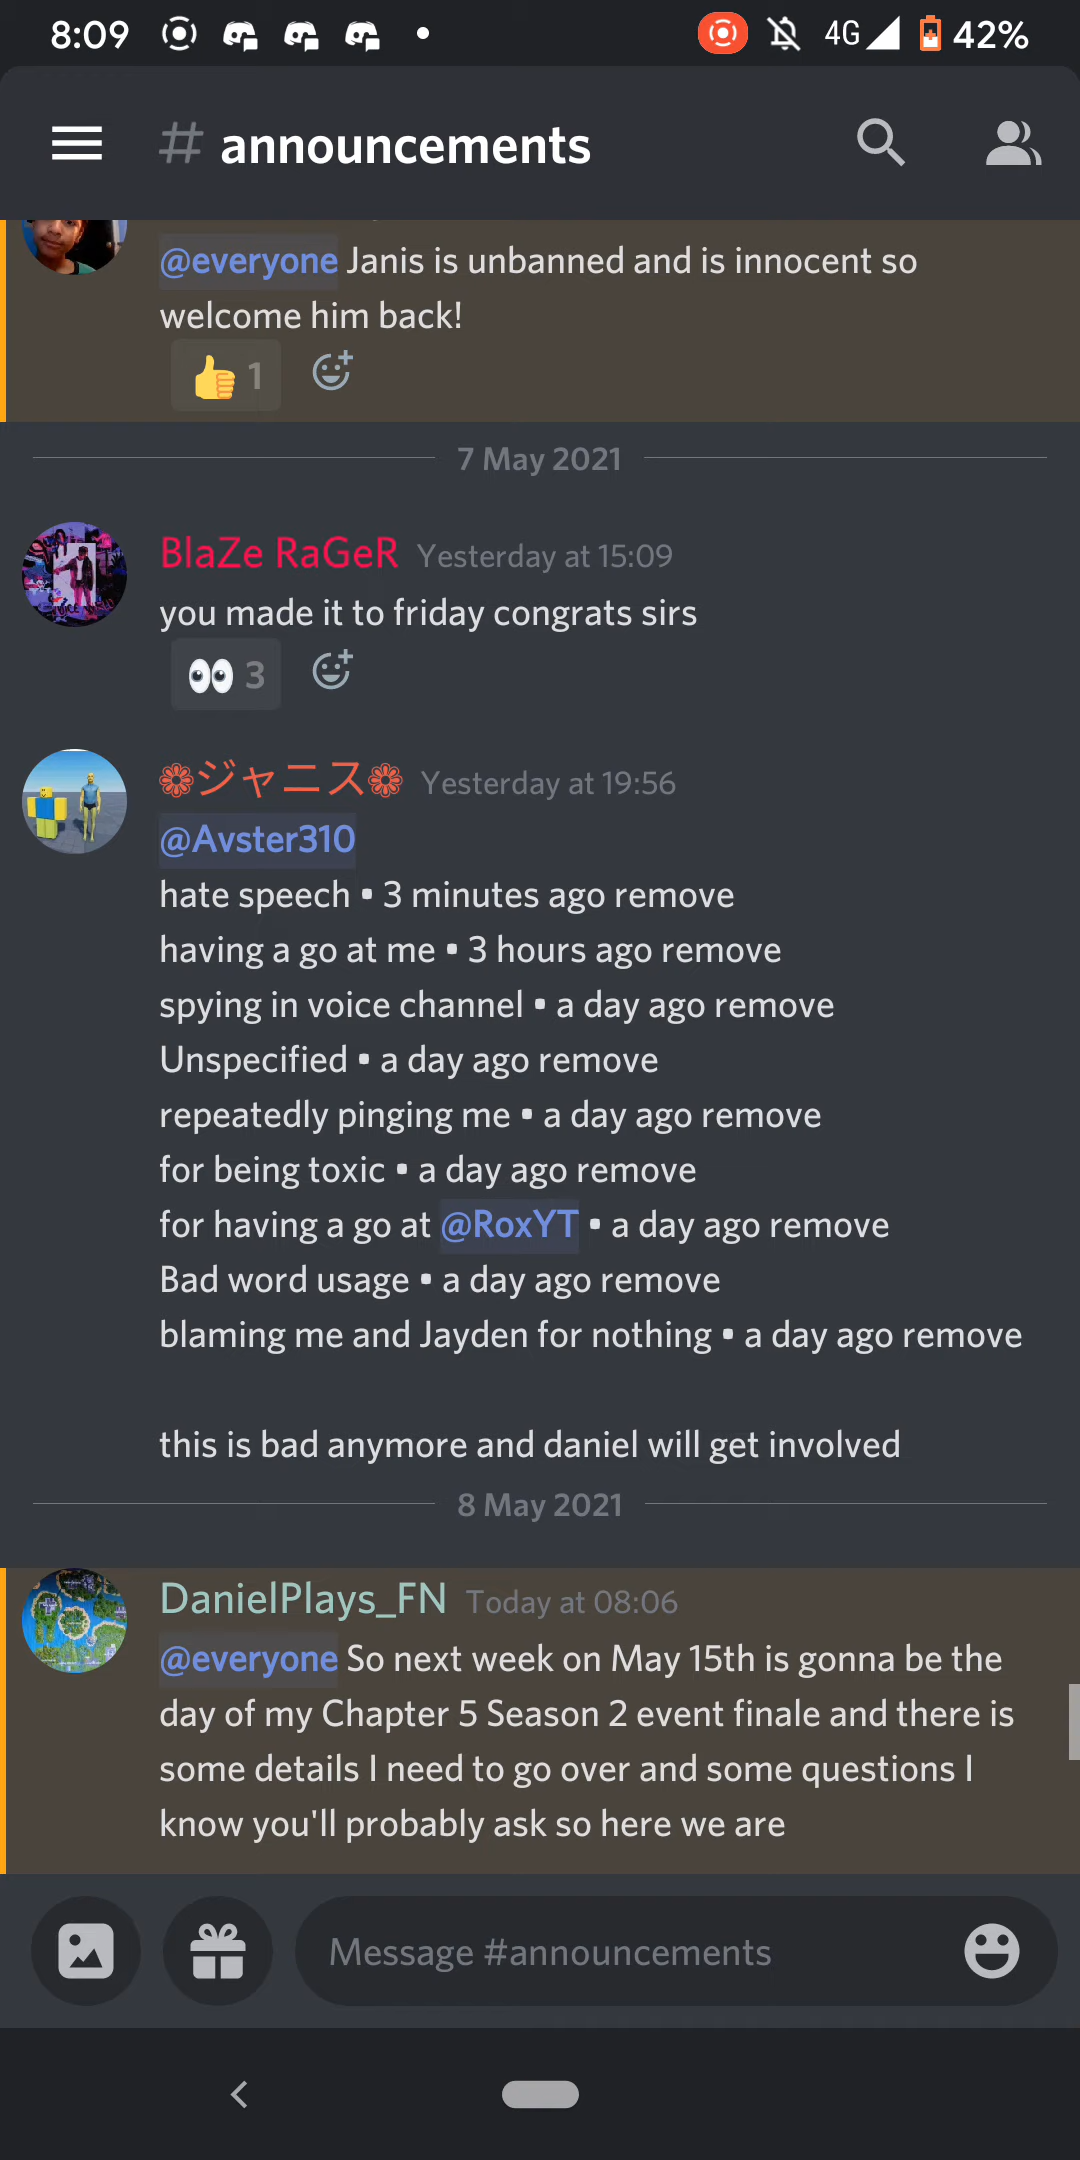 8:09 4G 42%
# announcements
@everyone Janis is unbanned and is innocent so
welcome him back!
👍 1
7 May 2021
BlaZe RaGeR Yesterday at 15:09
you made it to friday congrats sirs
👀 3
❁ジャニス❁ Yesterday at 19:56
@Avster310
hate speech • 3 minutes ago remove
having a go at me • 3 hours ago remove
spying in voice channel • a day ago remove
Unspecified • a day ago remove
repeatedly pinging me • a day ago remove
for being toxic • a day ago remove
for having a go at @RoxYT • a day ago remove
Bad word usage • a day ago remove
blaming me and Jayden for nothing • a day ago remove
this is bad anymore and daniel will get involved
8 May 2021
DanielPlays_FN Today at 08:06
@everyone So next week on May 15th is gonna be the
day of my Chapter 5 Season 2 event finale and there is
some details I need to go over and some questions I
know you'll probably ask so here we are
Message #announcements